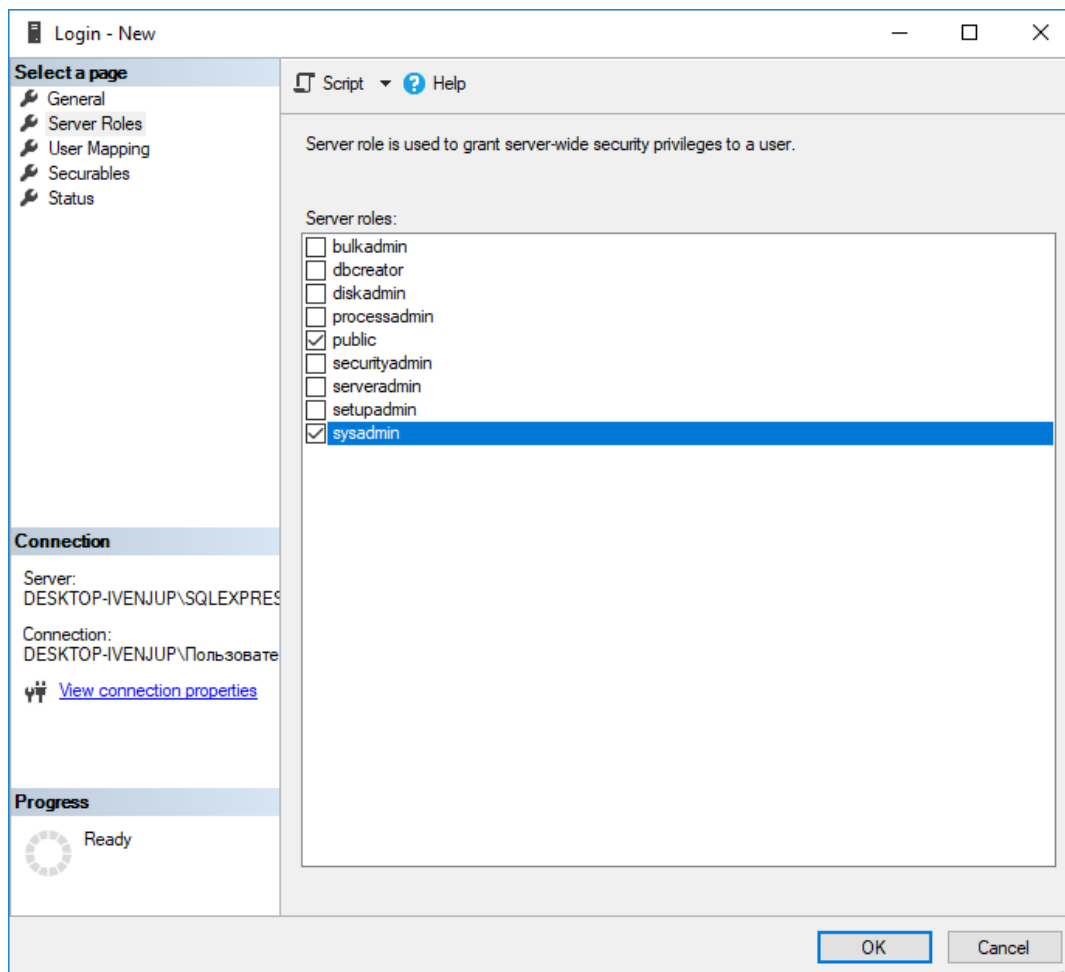 Login - New
Select a page
General
Server Roles
User Mapping
Securables
Status
Connection
Server:
DESKTOP-IVENJUP\SQLEXPRES
Connection:
DESKTOP-IVENJUP\Пользовате
View connection properties
Progress
Ready
Script
Help
Server role is used to grant server-wide security privileges to a user.
Server roles:
bulkadmin
dbcreator
diskadmin
processadmin
public
securityadmin
serveradmin
setupadmin
sysadmin
OK
Cancel